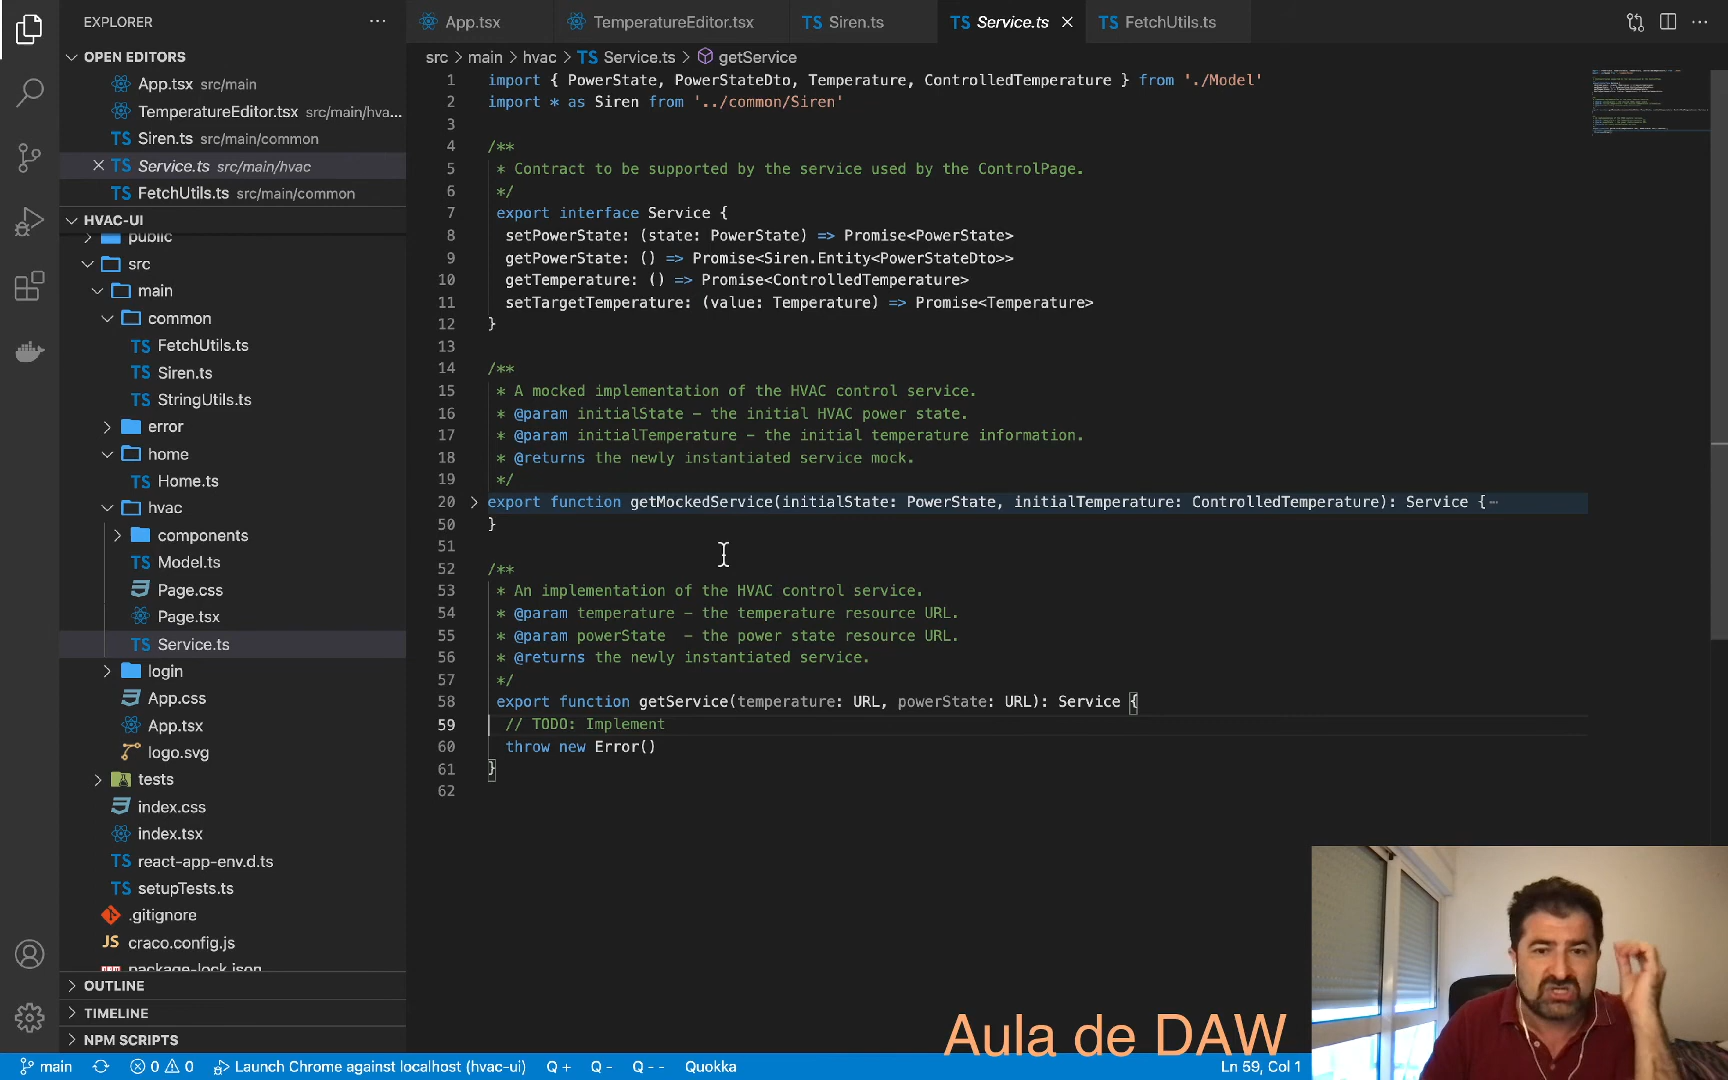 EXPLORER
OPEN EDITORS
App.tsx src/main
TemperatureEditor.tsx src/main/hva...
TS Siren.ts src/main/common
TS Service.ts src/main/hvac
TS FetchUtils.ts src/main/common
HVAC-UI
public
src
main
common
TS FetchUtils.ts
TS Siren.ts
TS StringUtils.ts
error
home
TS Home.ts
hvac
components
TS Model.ts
Page.css
Page.tsx
TS Service.ts
login
App.css
App.tsx
logo.svg
tests
index.css
index.tsx
TS react-app-env.d.ts
TS setupTests.ts
.gitignore
JS craco.config.js
package-lock.json
OUTLINE
TIMELINE
NPM SCRIPTS
App.tsx TemperatureEditor.tsx TS Siren.ts TS Service.ts TS FetchUtils.ts
src > main > hvac > TS Service.ts > getService
1 import { PowerState, PowerStateDto, Temperature, ControlledTemperature } from './Model'
2 import * as Siren from '../common/Siren'
3
4 /**
5 * Contract to be supported by the service used by the ControlPage.
6 */
7 export interface Service {
8 setPowerState: (state: PowerState) => Promise<PowerState>
9 getPowerState: () => Promise<Siren.Entity<PowerStateDto>>
10 getTemperature: () => Promise<ControlledTemperature>
11 setTargetTemperature: (value: Temperature) => Promise<Temperature>
12 }
13
14 /**
15 * A mocked implementation of the HVAC control service.
16 * @param initialState - the initial HVAC power state.
17 * @param initialTemperature - the initial temperature information.
18 * @returns the newly instantiated service mock.
19 */
20 export function getMockedService(initialState: PowerState, initialTemperature: ControlledTemperature): Service {⋯
50 }
51
52 /**
53 * An implementation of the HVAC control service.
54 * @param temperature - the temperature resource URL.
55 * @param powerState  - the power state resource URL.
56 * @returns the newly instantiated service.
57 */
58 export function getService(temperature: URL, powerState: URL): Service {
59 // TODO: Implement
60 throw new Error()
61 }
62
Aula de DAW
main 0 0 Launch Chrome against localhost (hvac-ui) Q + Q - Q - - Quokka Ln 59, Col 1